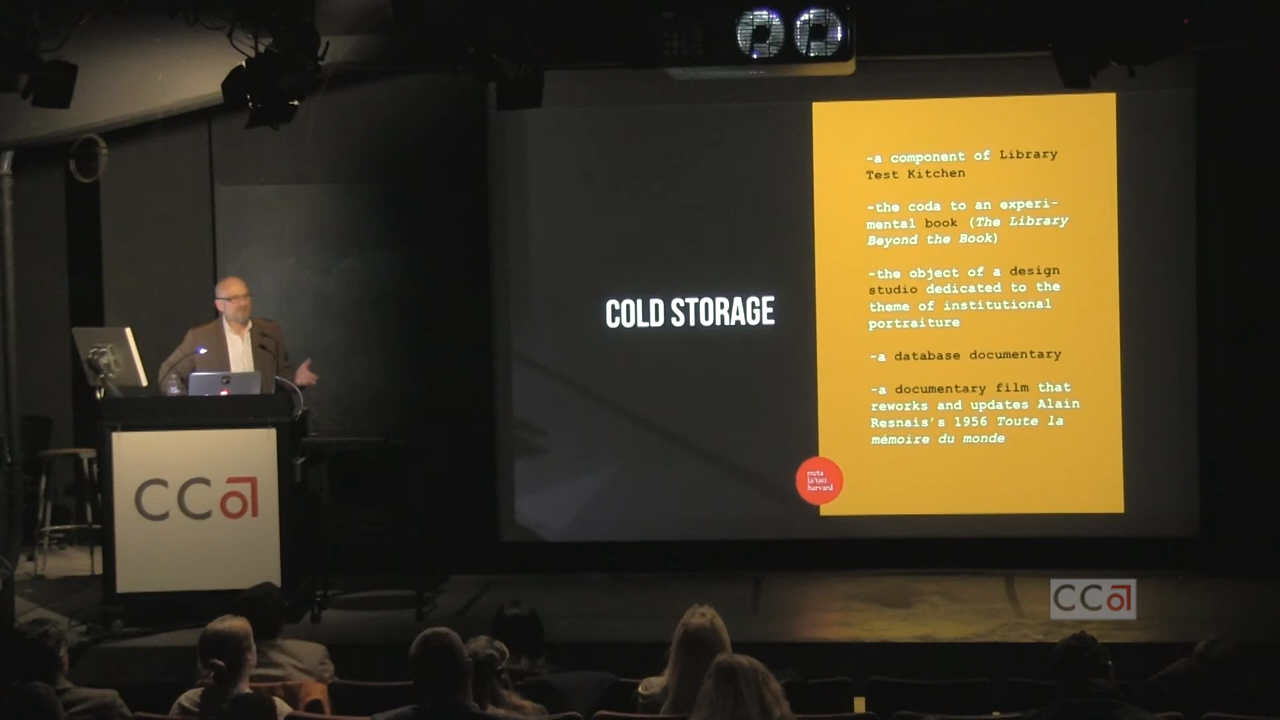 COLD STORAGE
-a component of Library
Test Kitchen
-the coda to an experi-
mental book (The Library
Beyond the Book)
-the object of a design
studio dedicated to the
theme of institutional
portraiture
-a database documentary
-a documentary film that
reworks and updates Alain
Resnais's 1956 Toute la
mémoire du monde
meta
harvard
CCa
CCa